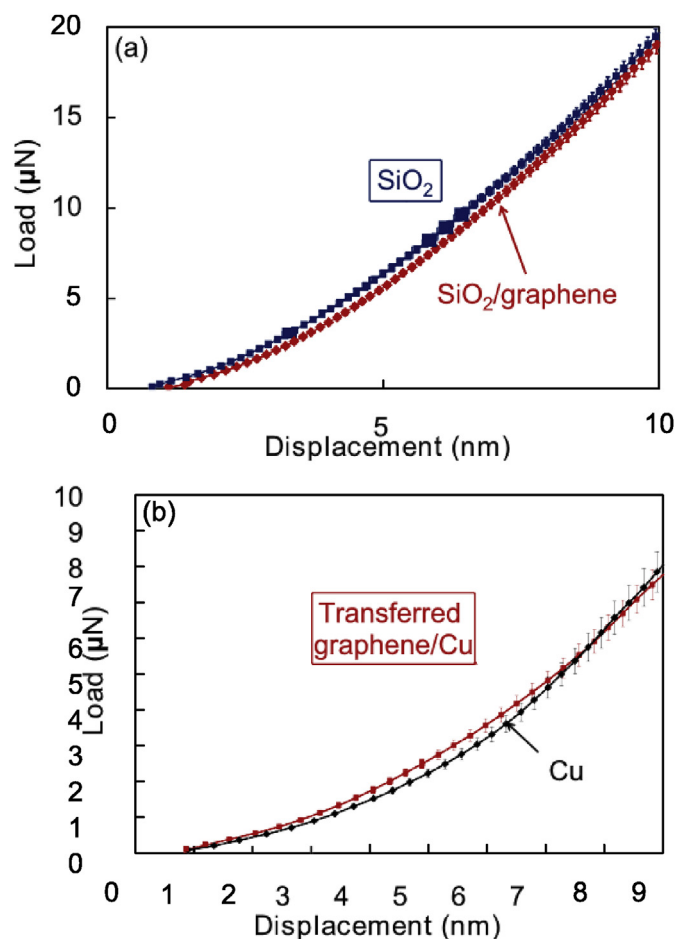 (a)
20
15
10
5
0
Load (µN)
SiO2
SiO2/graphene
0 5 10
Displacement (nm)
(b)
10
9
8
7
6
5
4
3
2
1
0
Load (µN)
Transferred
graphene/Cu
Cu
0 1 2 3 4 5 6 7 8 9
Displacement (nm)